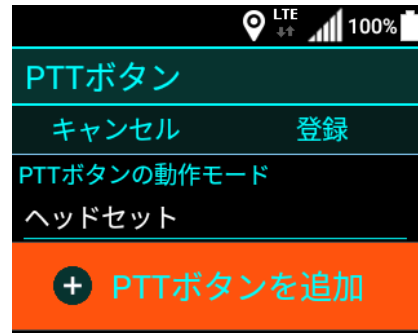 LTE 100%
PTTボタン
キャンセル 登録
PTTボタンの動作モード
ヘッドセット
PTTボタンを追加